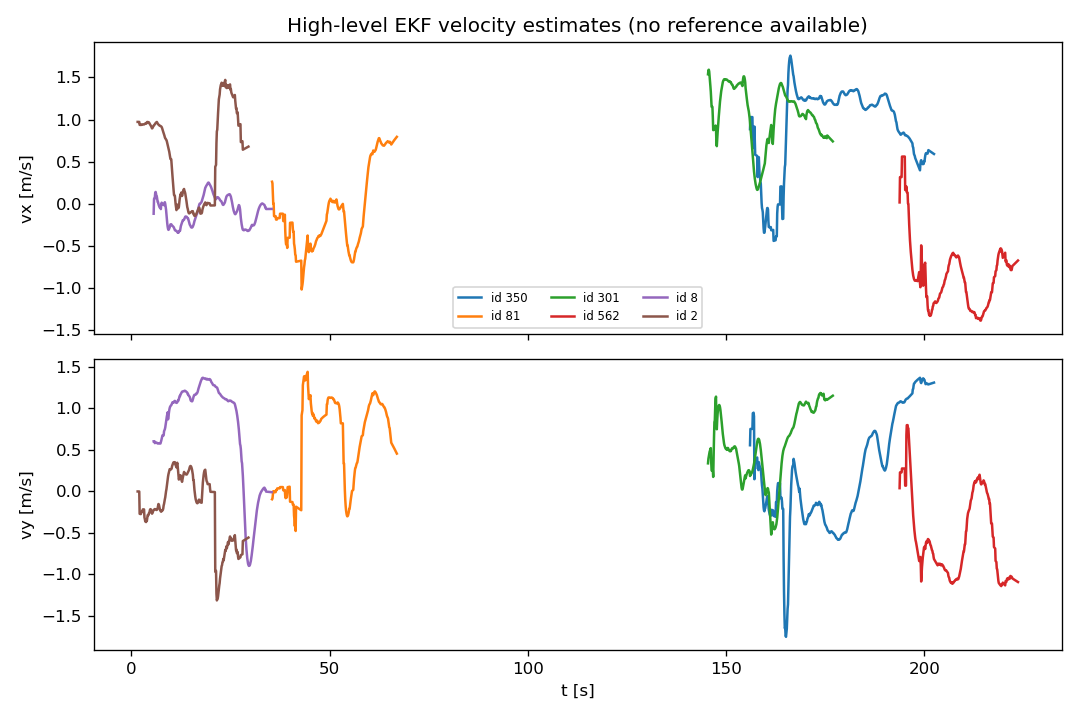 High-level EKF velocity estimates (no reference available)
vx [m/s]
1.5
1.0
0.5
0.0
−0.5
−1.0
−1.5
id 350 id 301 id 8
id 81 id 562 id 2
vy [m/s]
1.5
1.0
0.5
0.0
−0.5
−1.0
−1.5
0 50 100 150 200
t [s]